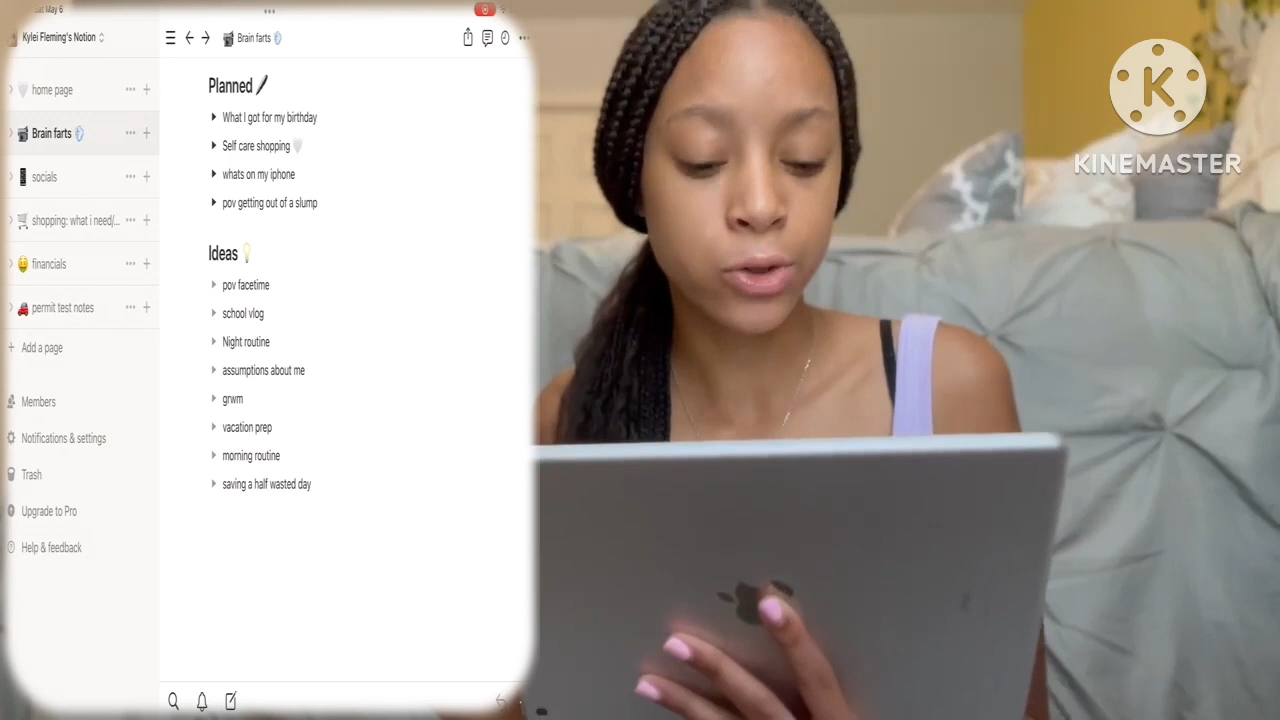 Sat May 6
Kylei Fleming's Notion
Brain farts
home page
Brain farts
socials
shopping: what i need/...
financials
permit test notes
Add a page
Members
Notifications & settings
Trash
Upgrade to Pro
Help & feedback
Planned
What I got for my birthday
Self care shopping
whats on my iphone
pov getting out of a slump
Ideas
pov facetime
school vlog
Night routine
assumptions about me
grwm
vacation prep
morning routine
saving a half wasted day
K
KINEMASTER